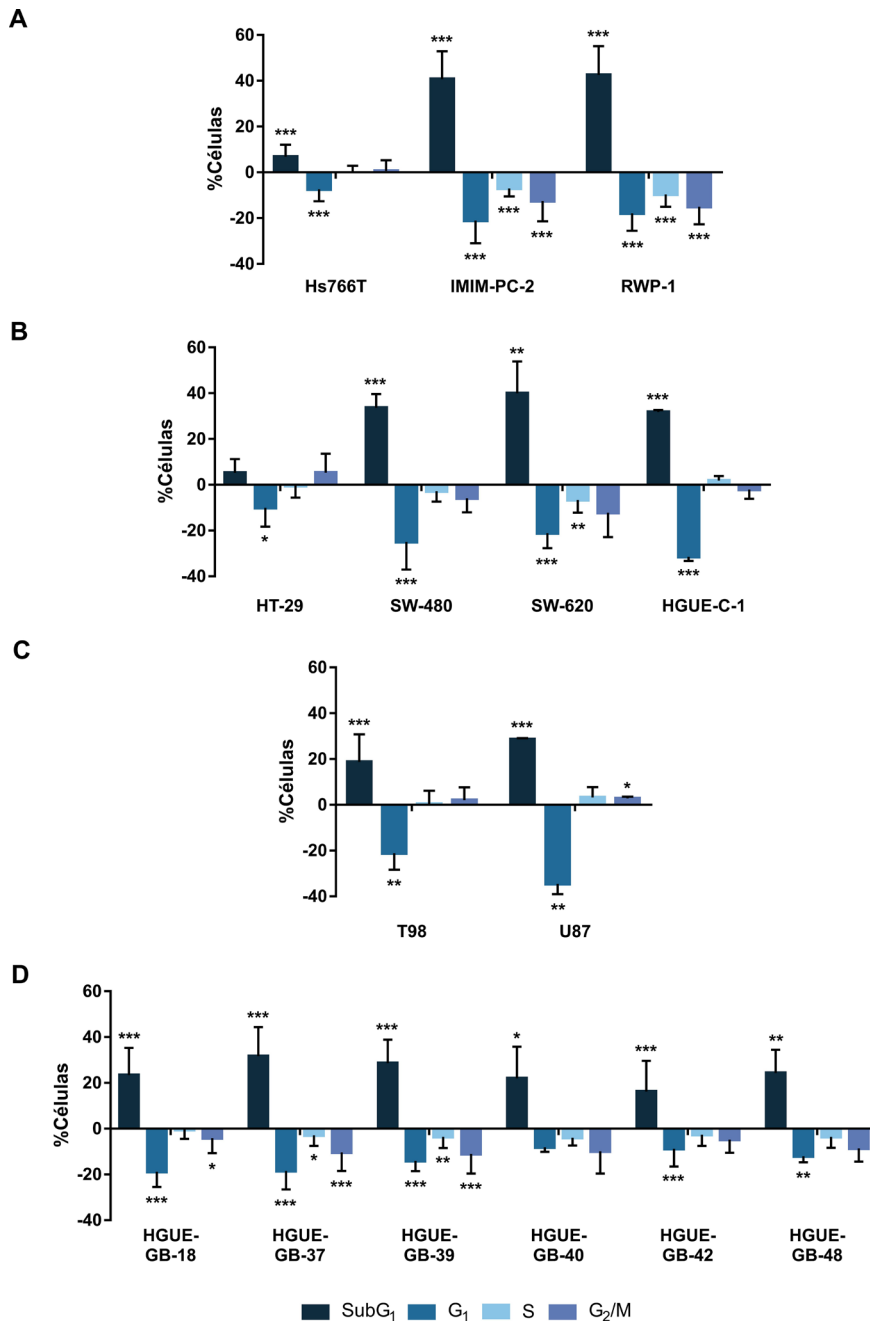 A
60
40
20
0
-20
-40
%Células
***
***
***
***
***
***
***
***
***
***
Hs766T IMIM-PC-2 RWP-1
B
60
40
20
0
-20
-40
%Células
*
***
***
**
***
**
***
***
HT-29 SW-480 SW-620 HGUE-C-1
C
60
40
20
0
-20
-40
%Células
***
**
***
**
*
T98 U87
D
60
40
20
0
-20
-40
%Células
***
***
*
***
***
*
***
***
***
**
***
*
***
***
**
**
HGUE-
GB-18
HGUE-
GB-37
HGUE-
GB-39
HGUE-
GB-40
HGUE-
GB-42
HGUE-
GB-48
SubG₁ G₁ S G₂/M